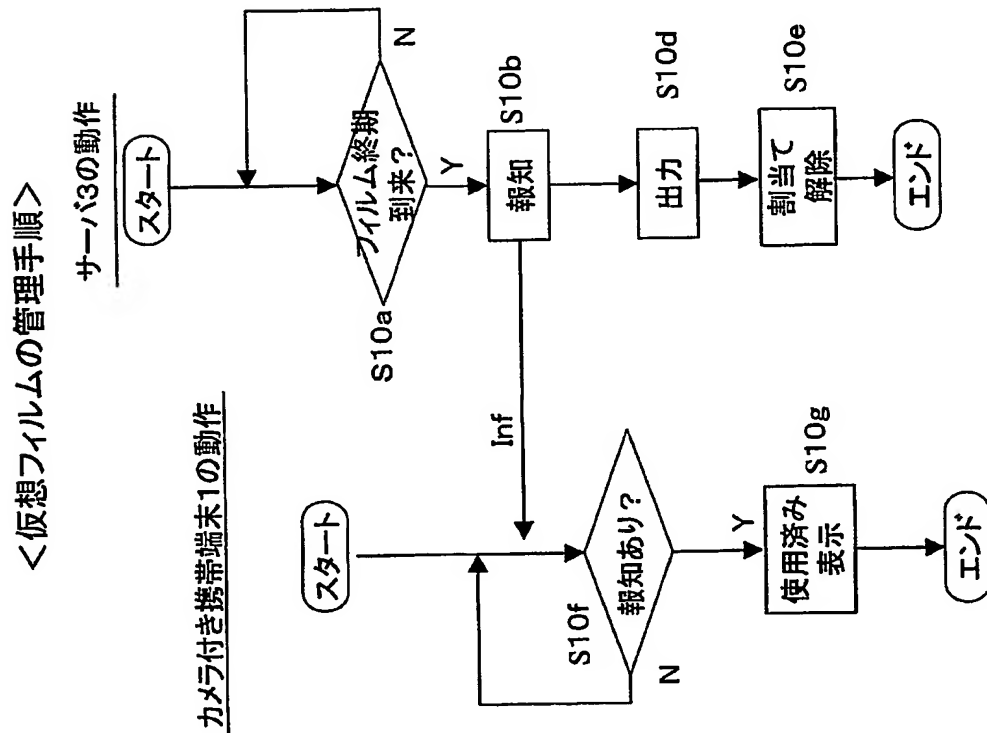 <仮想フィルムの管理手順>
カメラ付き携帯端末1の動作
スタート
S10f
報知あり?
N
Y
使用済み
表示
S10g
エンド
Inf
サーバ3の動作
スタート
S10a
フィルム終期
到来?
N
Y
報知
S10b
出力
S10d
割当て
解除
S10e
エンド